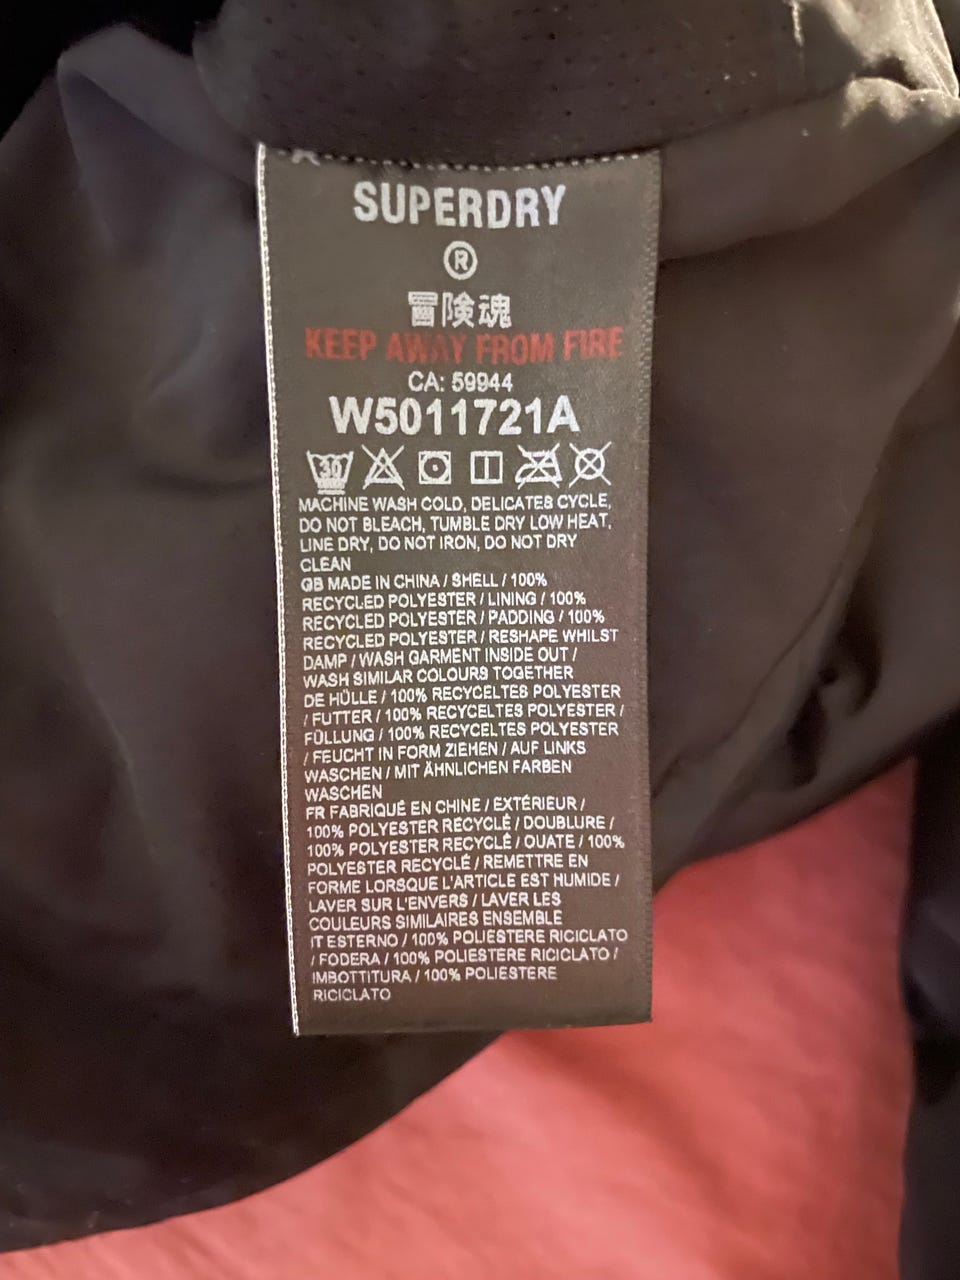 SUPERDRY
®
冒険魂
KEEP AWAY FROM FIRE
CA: 59944
W5011721A
30
MACHINE WASH COLD, DELICATES CYCLE,
DO NOT BLEACH, TUMBLE DRY LOW HEAT,
LINE DRY, DO NOT IRON, DO NOT DRY
CLEAN
GB MADE IN CHINA / SHELL / 100%
RECYCLED POLYESTER / LINING / 100%
RECYCLED POLYESTER / PADDING / 100%
RECYCLED POLYESTER / RESHAPE WHILST
DAMP / WASH GARMENT INSIDE OUT /
WASH SIMILAR COLOURS TOGETHER
DE HÜLLE / 100% RECYCELTES POLYESTER
/ FUTTER / 100% RECYCELTES POLYESTER /
FÜLLUNG / 100% RECYCELTES POLYESTER
/ FEUCHT IN FORM ZIEHEN / AUF LINKS
WASCHEN / MIT ÄHNLICHEN FARBEN
WASCHEN
FR FABRIQUÉ EN CHINE / EXTÉRIEUR /
100% POLYESTER RECYCLÉ / DOUBLURE /
100% POLYESTER RECYCLÉ / OUATE / 100%
POLYESTER RECYCLÉ / REMETTRE EN
FORME LORSQUE L'ARTICLE EST HUMIDE /
LAVER SUR L'ENVERS / LAVER LES
COULEURS SIMILAIRES ENSEMBLE
IT ESTERNO / 100% POLIESTERE RICICLATO
/ FODERA / 100% POLIESTERE RICICLATO /
IMBOTTITURA / 100% POLIESTERE
RICICLATO